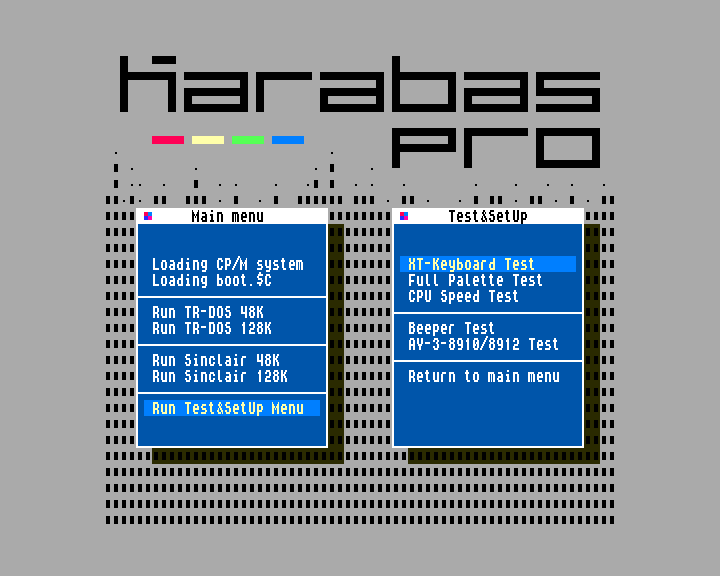 Karabas
pro
Main menu
Loading CP/M system
Loading boot.$C
Run TR-DOS 48K
Run TR-DOS 128K
Run Sinclair 48K
Run Sinclair 128K
Run Test&SetUp Menu
Test&SetUp
XT-Keyboard Test
Full Palette Test
CPU Speed Test
Beeper Test
AY-3-8910/8912 Test
Return to main menu